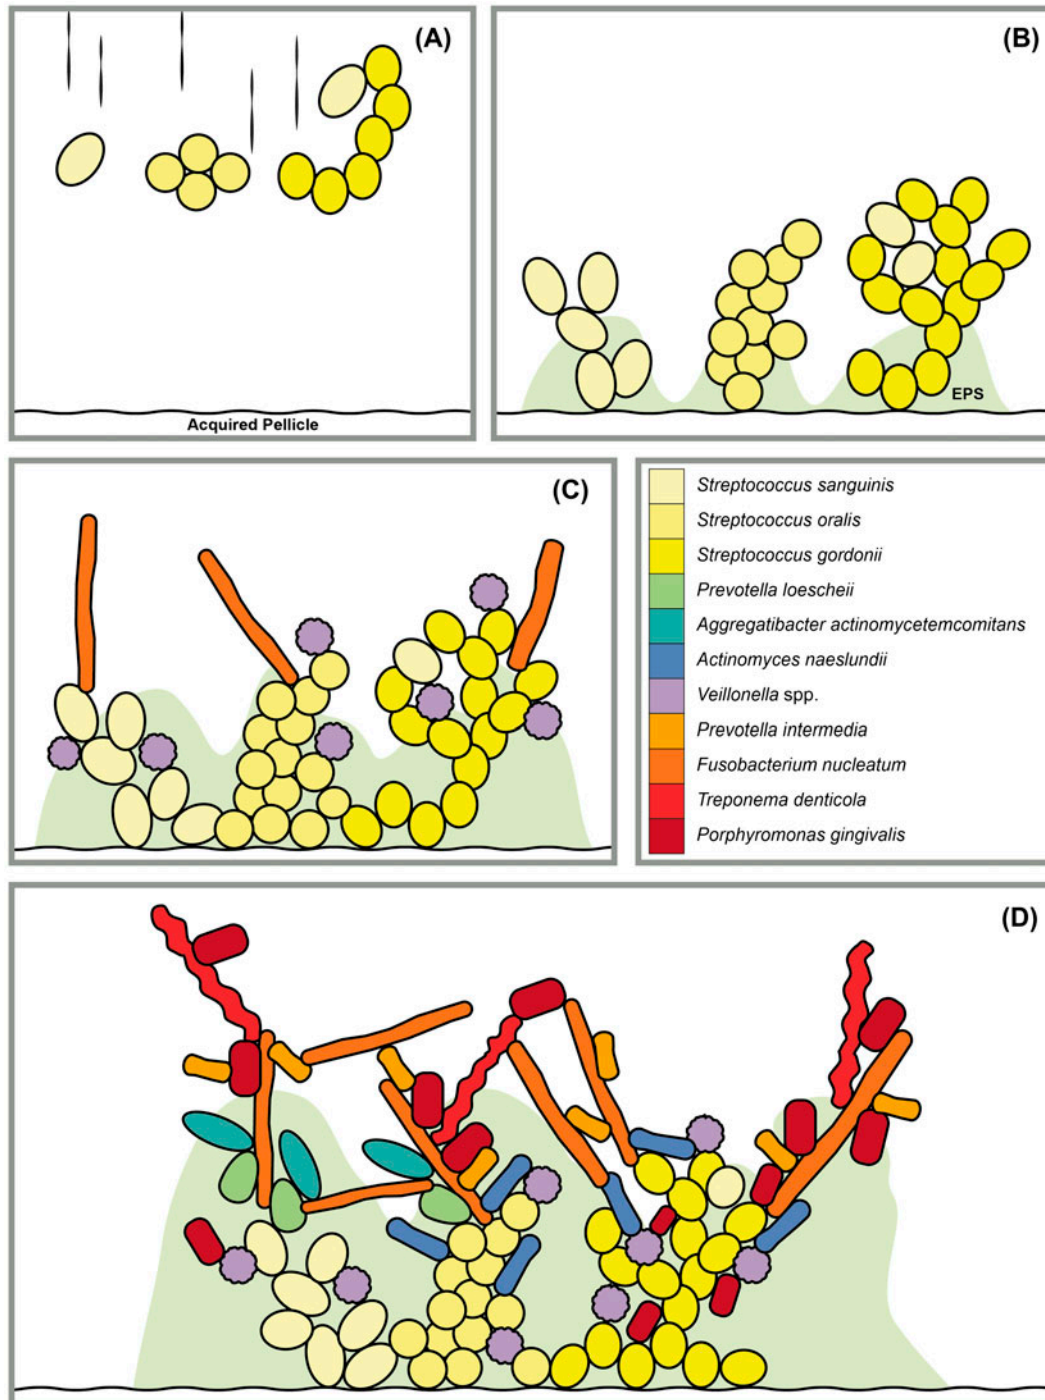 (A)
Acquired Pellicle
(B)
EPS
(C)
Streptococcus sanguinis
Streptococcus oralis
Streptococcus gordonii
Prevotella loescheii
Aggregatibacter actinomycetemcomitans
Actinomyces naeslundii
Veillonella spp.
Prevotella intermedia
Fusobacterium nucleatum
Treponema denticola
Porphyromonas gingivalis
(D)